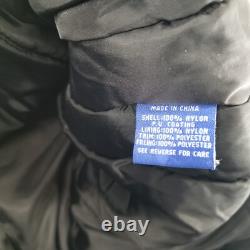 MADE IN CHINA
SHELL:100% NYLON
P.U COATING
LINING:100% NYLON
TRIM:100% POLYESTER
FILLING:100% POLYESTER
SEE REVERSE FOR CARE